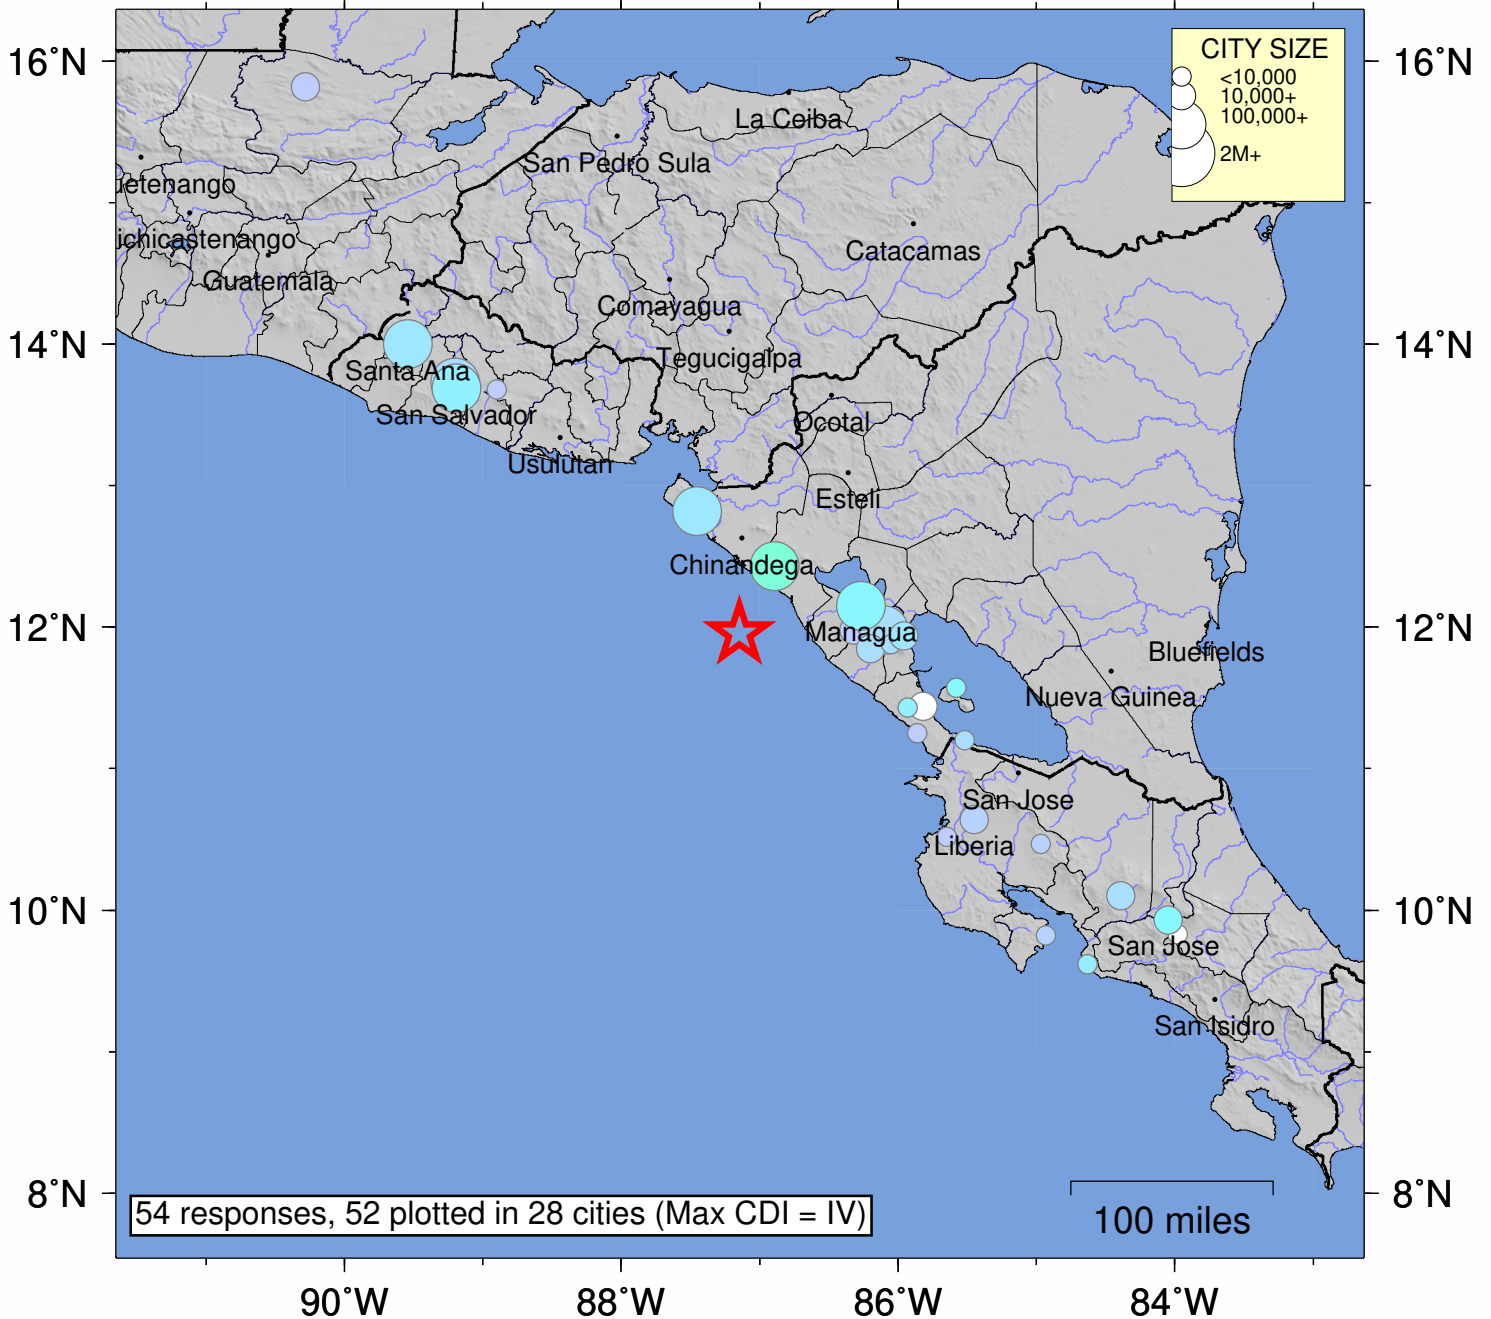 16°N
16°N
CITY SIZE
<10,000
10,000+
100,000+
2M+
La Ceiba
San Pedro Sula
uetenango
ichicastenango
Catacamas
Guatemala
Comayagua
14°N
14°N
Tegucigalpa
Santa Ana
San Salvador
Ocotal
Usulutan
Esteli
Chinandega
12°N
12°N
Managua
Bluefields
Nueva Guinea
San Jose
Liberia
10°N
10°N
San Jose
San Isidro
8°N
8°N
54 responses, 52 plotted in 28 cities (Max CDI = IV)
100 miles
90°W
88°W
86°W
84°W